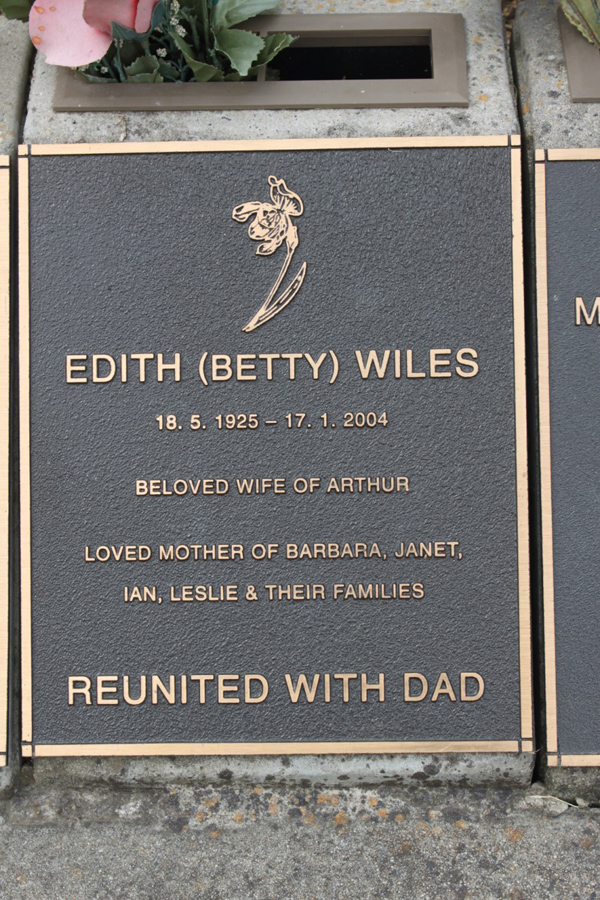 EDITH (BETTY) WILES
18. 5. 1925 – 17. 1. 2004
BELOVED WIFE OF ARTHUR
LOVED MOTHER OF BARBARA, JANET,
IAN, LESLIE & THEIR FAMILIES
REUNITED WITH DAD
M